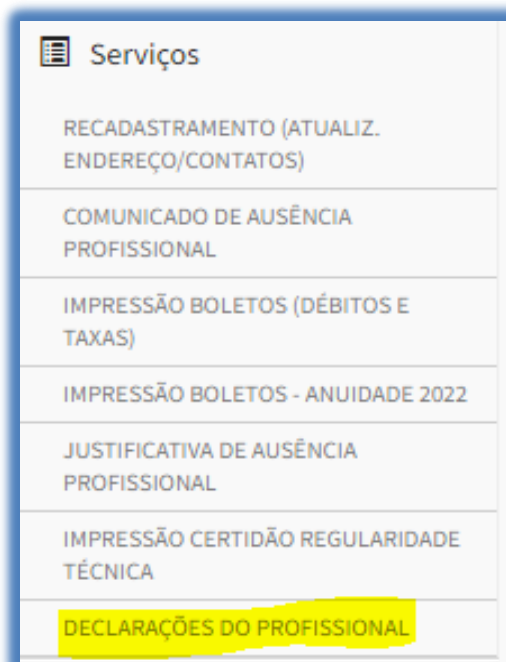 Serviços
RECADASTRAMENTO (ATUALIZ.
ENDEREÇO/CONTATOS)
COMUNICADO DE AUSÊNCIA
PROFISSIONAL
IMPRESSÃO BOLETOS (DÉBITOS E
TAXAS)
IMPRESSÃO BOLETOS - ANUIDADE 2022
JUSTIFICATIVA DE AUSÊNCIA
PROFISSIONAL
IMPRESSÃO CERTIDÃO REGULARIDADE
TÉCNICA
DECLARAÇÕES DO PROFISSIONAL